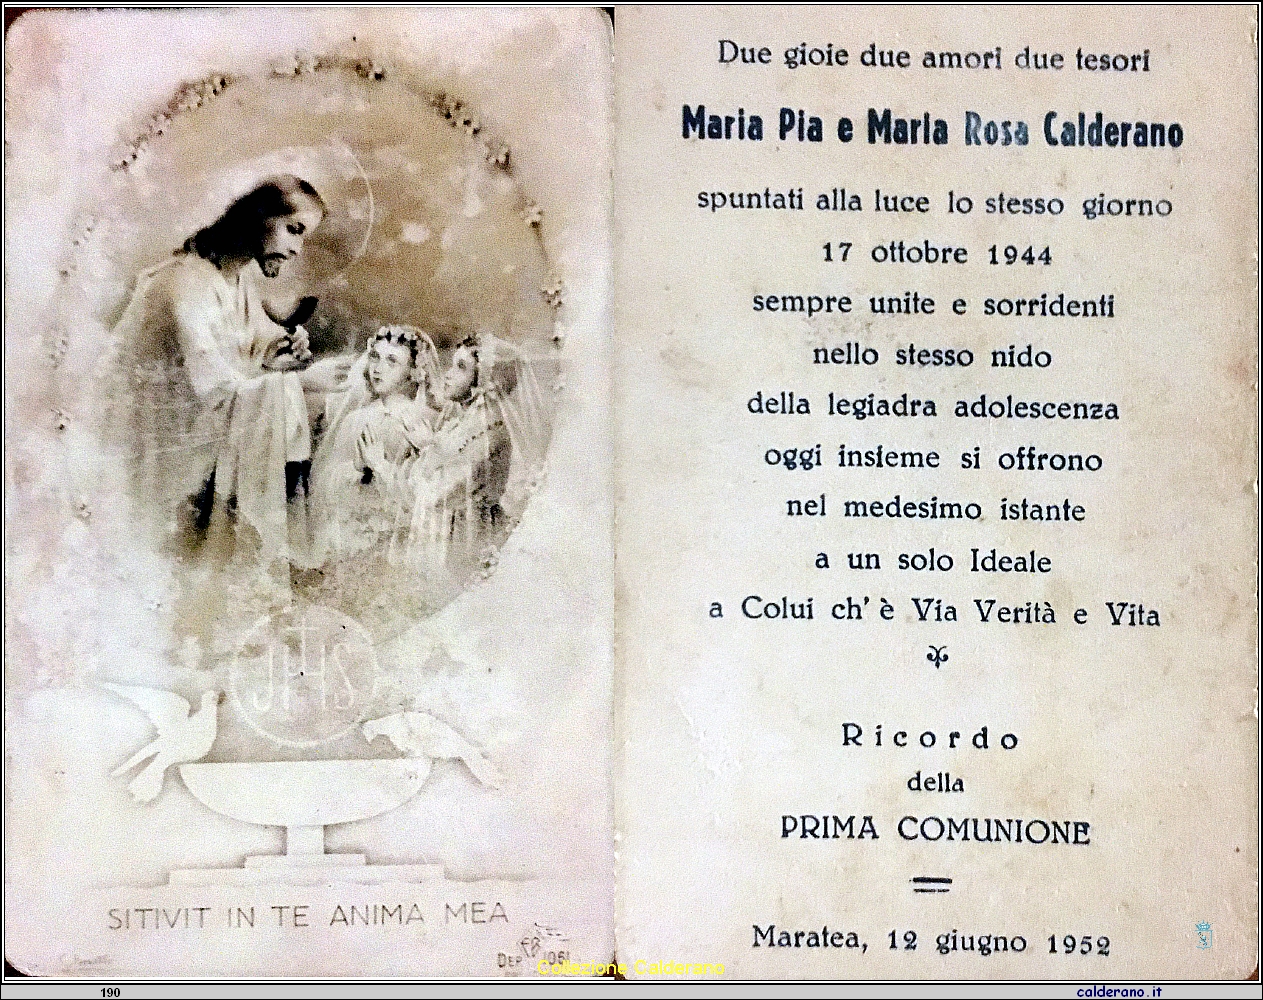 JHS
SITIVIT IN TE ANIMA MEA
DEP.
Due gioie due amori due tesori
Maria Pia e Maria Rosa Calderano
spuntati alla luce lo stesso giorno
17 ottobre 1944
sempre unite e sorridenti
nello stesso nido
della legiadra adolescenza
oggi insieme si offrono
nel medesimo istante
a un solo Ideale
a Colui ch' è Via Verità e Vita
Ricordo
della
PRIMA COMUNIONE
Maratea, 12 giugno 1952
Collezione Calderano
190
calderano.it